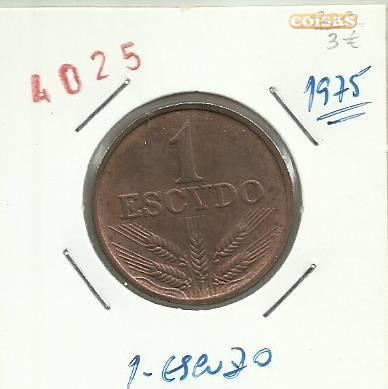 coisas
3€
4025
1975
1
ESCVDO
1-escudo